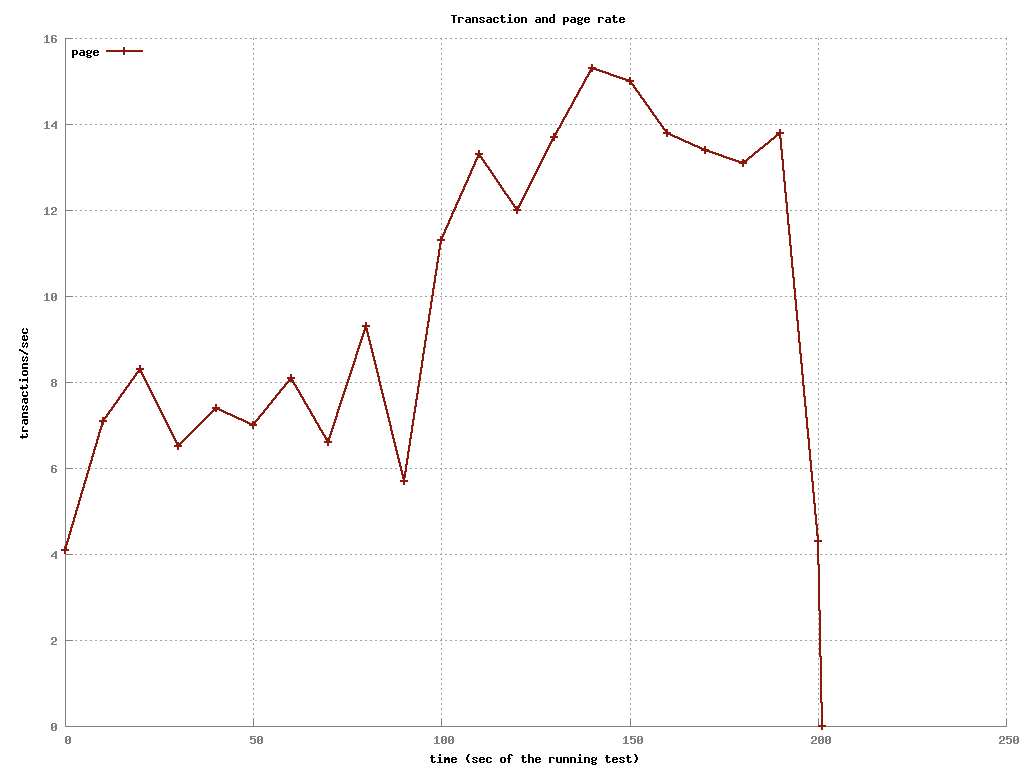 Transaction and page rate
16
page
14
12
10
8
6
4
2
0
transactions/sec
0 50 100 150 200 250
time (sec of the running test)